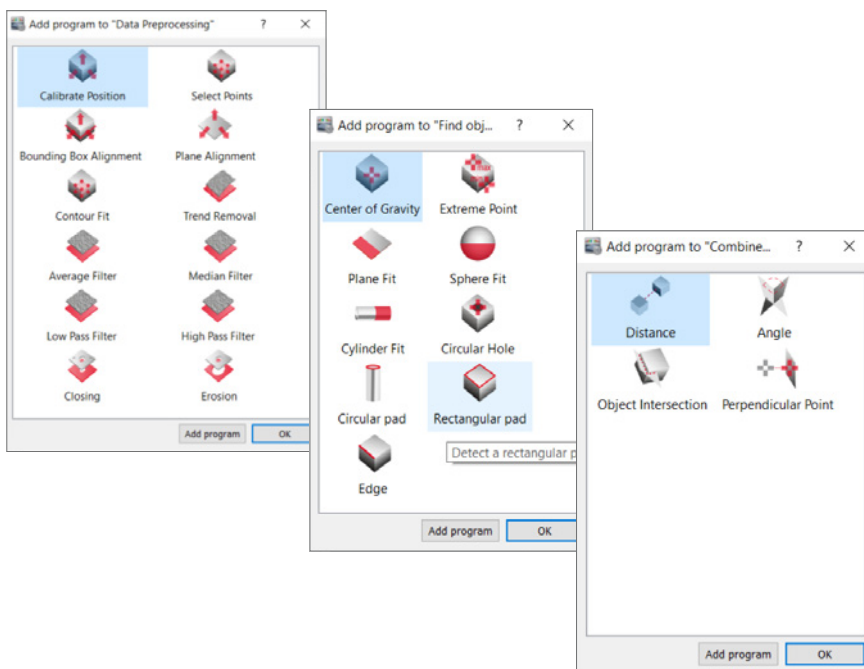 Add program to "Data Preprocessing"
Calibrate Position
Select Points
Bounding Box Alignment
Plane Alignment
Contour Fit
Trend Removal
Average Filter
Median Filter
Low Pass Filter
High Pass Filter
Closing
Erosion
Add program
OK
Add program to "Find obj...
Center of Gravity
Extreme Point
Plane Fit
Sphere Fit
Cylinder Fit
Circular Hole
Circular pad
Rectangular pad
Detect a rectangular p
Edge
Add program
OK
Add program to "Combine...
Distance
Angle
Object Intersection
Perpendicular Point
Add program
OK